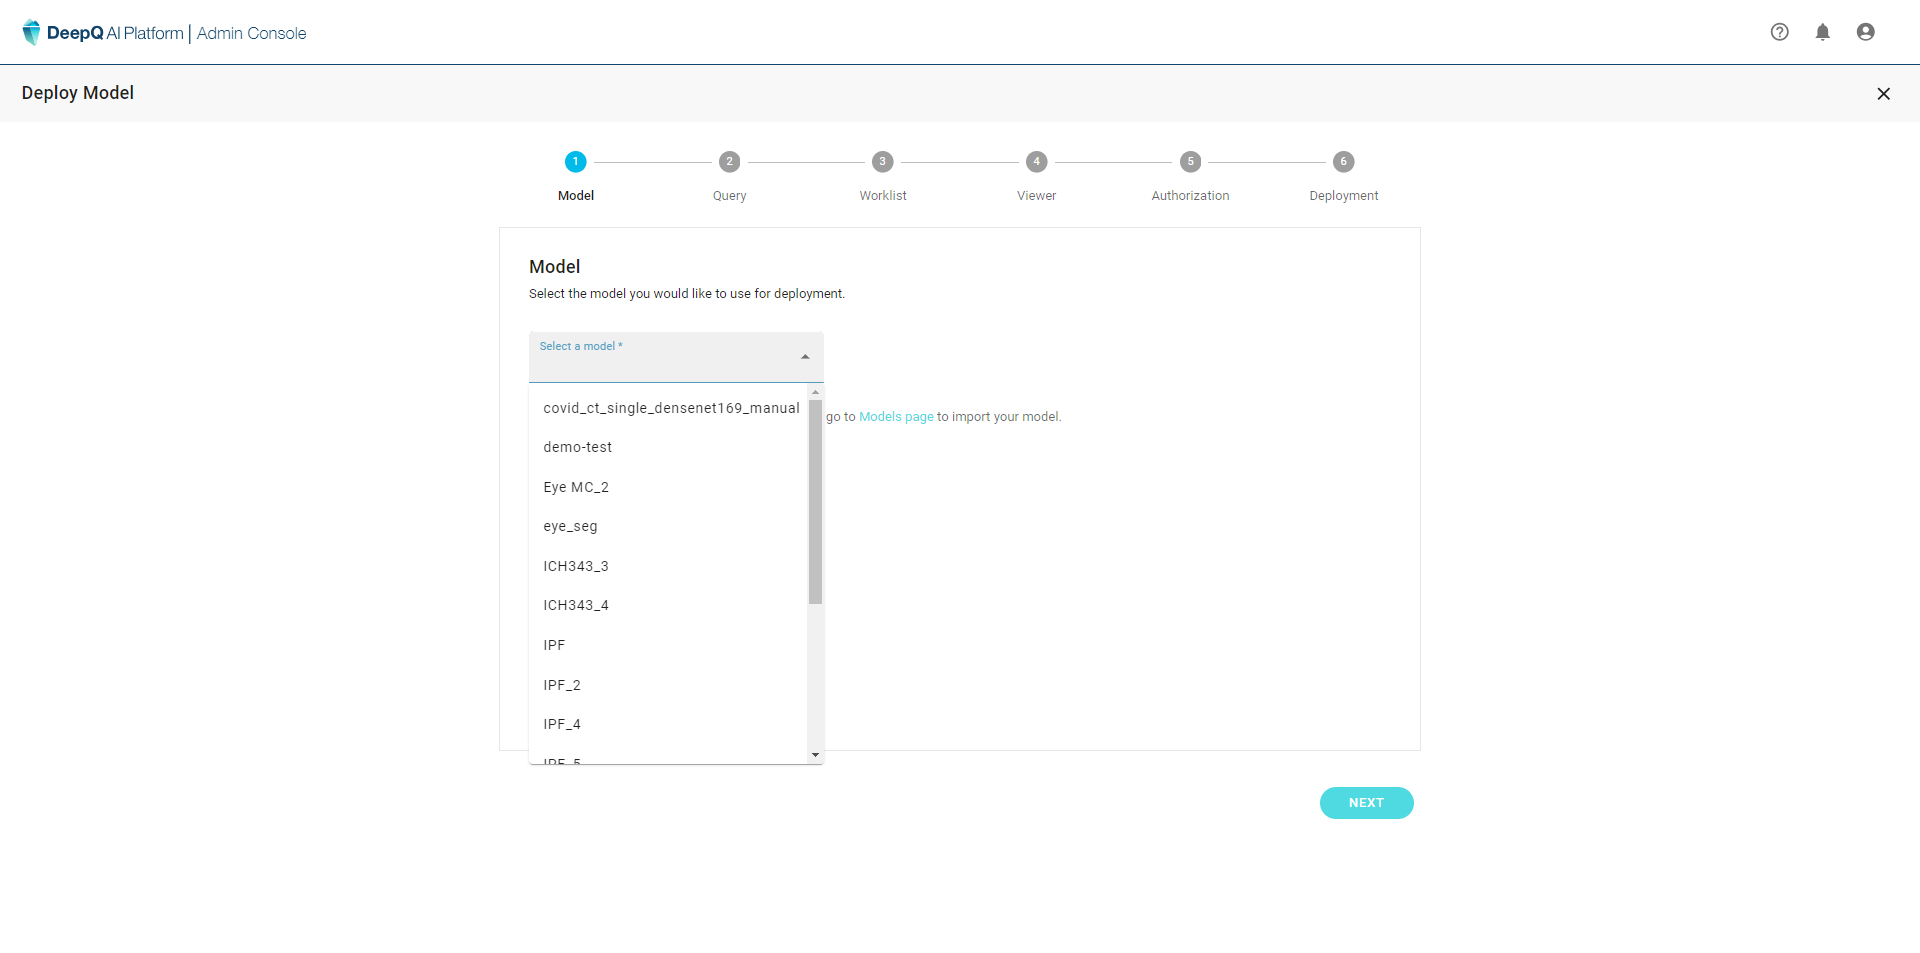 DeepQ AI Platform | Admin Console
Deploy Model
1
2
3
4
5
6
Model
Query
Worklist
Viewer
Authorization
Deployment
Model
Select the model you would like to use for deployment.
Select a model *
covid_ct_single_densenet169_manual
go to Models page to import your model.
demo-test
Eye MC_2
eye_seg
ICH343_3
ICH343_4
IPF
IPF_2
IPF_4
IPF_5
NEXT